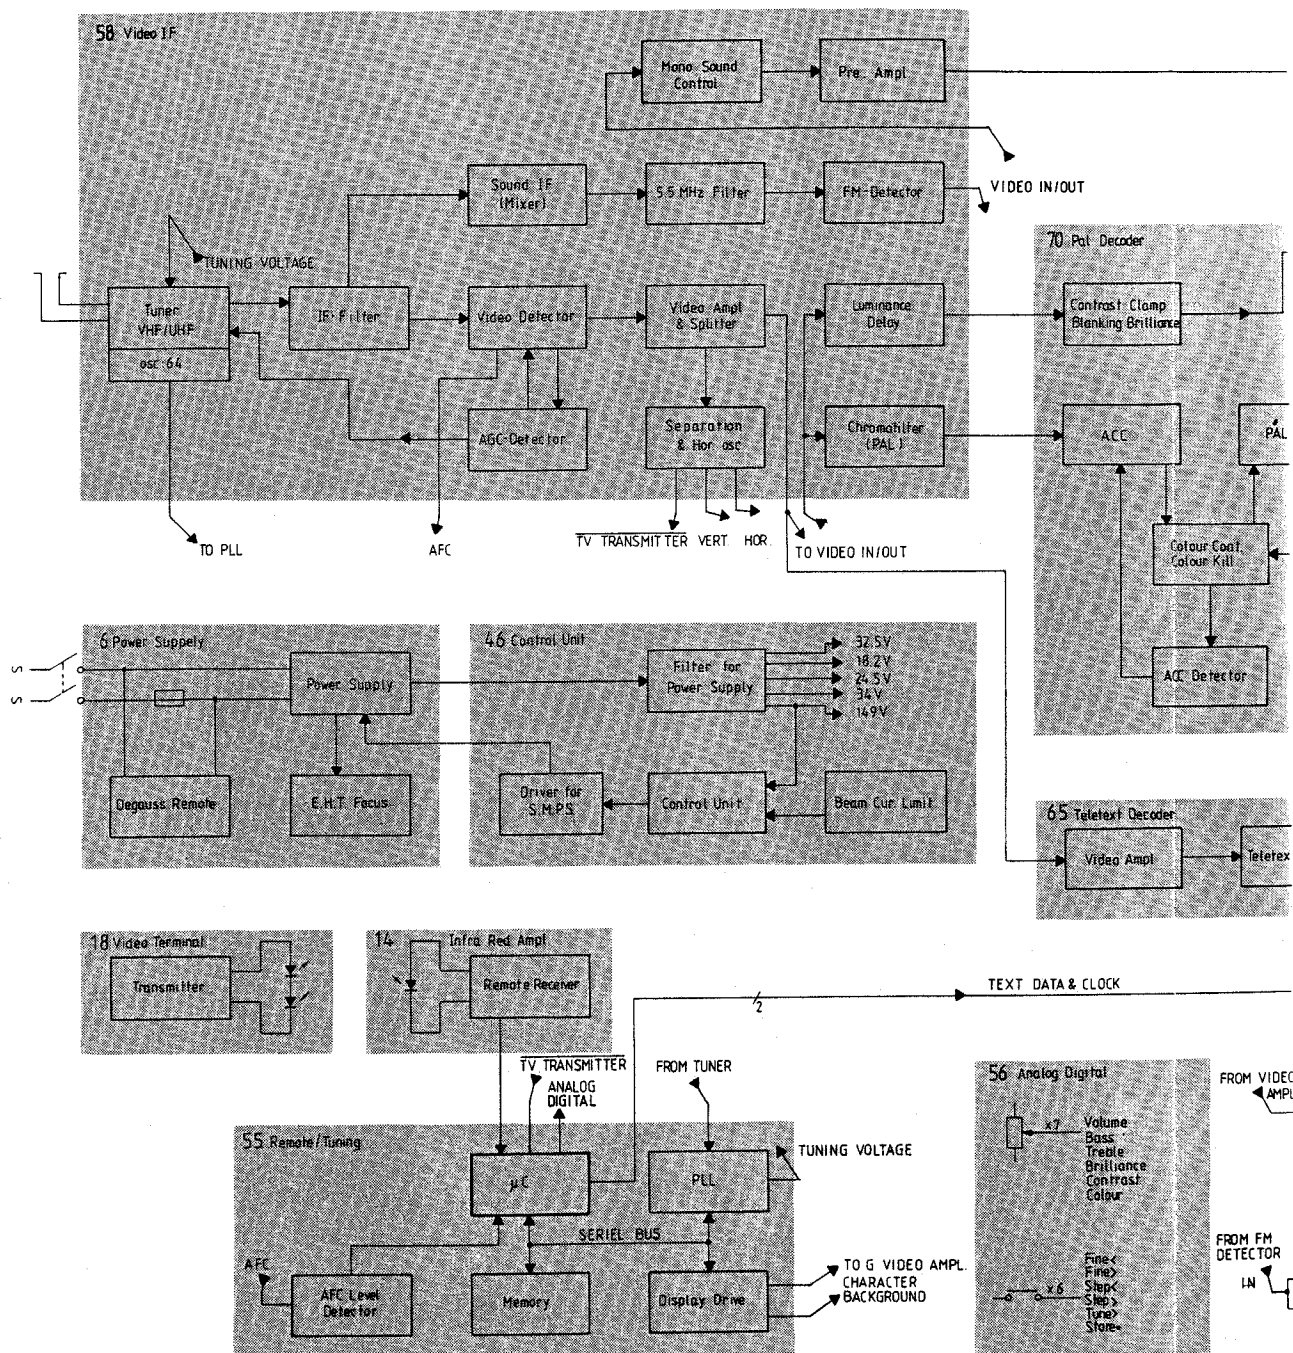 58 Video IF
Mono Sound
Control
Pre. Ampl
Sound IF
(Mixer)
5.5 MHz Filter
FM-Detector
VIDEO IN/OUT
TUNING VOLTAGE
Tuner
VHF/UHF
osc 64
IF-Filter
Video Detector
Video Ampl
& Splitter
Luminance
Delay
AGC-Detector
Separation
& Hor osc
Chromafilter
(PAL)
TO PLL
AFC
TV TRANSMITTER
VERT.
HOR.
TO VIDEO IN/OUT
70 Pal Decoder
Contrast Clamp
Blanking Brilliance
ACC
PAL
Colour Cont.
Colour Kill
ACC Detector
6 Power Suppely
S
S
Power Supply
Degauss Remote
E.H.T. Focus
46 Control Unit
Filter for
Power Supply
32.5V
18.2V
24.5V
34V
149V
Driver for
S.M.P.S
Control Unit
Beam Cur. Limit
65 Teletext Decoder
Video Ampl
Teletex
18 Video Terminal
Transmitter
14 Infra Red Ampl
Remote Receiver
2
TEXT DATA & CLOCK
TV TRANSMITTER
ANALOG
DIGITAL
FROM TUNER
55 Remote/Tuning
µC
PLL
TUNING VOLTAGE
SERIEL BUS
AFC
AFC Level
Detector
Memory
Display Drive
TO G VIDEO AMPL.
CHARACTER
BACKGROUND
56 Analog Digital
x7
Volume
Bass
Treble
Brilliance
Contrast
Colour
x6
Fine<
Fine>
Step<
Step>
Tune>
Store=
FROM VIDEO
AMPL
FROM FM
DETECTOR